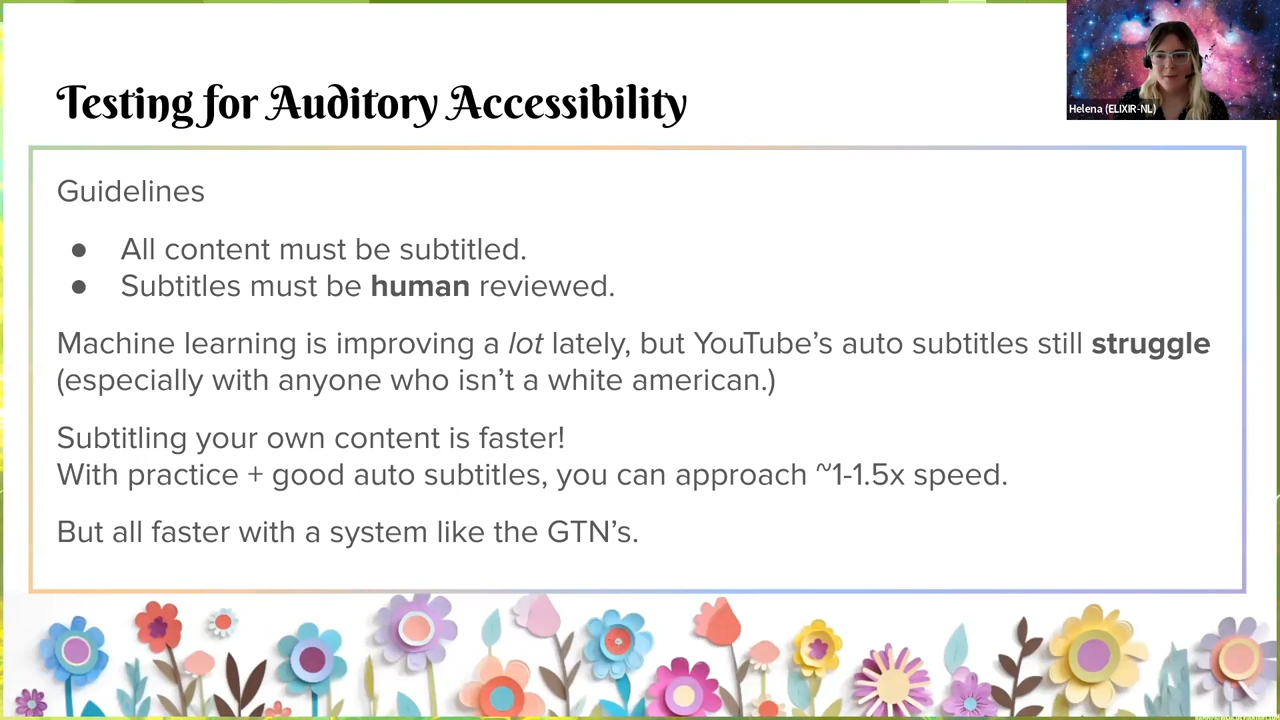 Testing for Auditory Accessibility
Helena (ELIXIR-NL)
Guidelines
● All content must be subtitled.
● Subtitles must be human reviewed.
Machine learning is improving a lot lately, but YouTube’s auto subtitles still struggle
(especially with anyone who isn’t a white american.)
Subtitling your own content is faster!
With practice + good auto subtitles, you can approach ~1-1.5x speed.
But all faster with a system like the GTN’s.